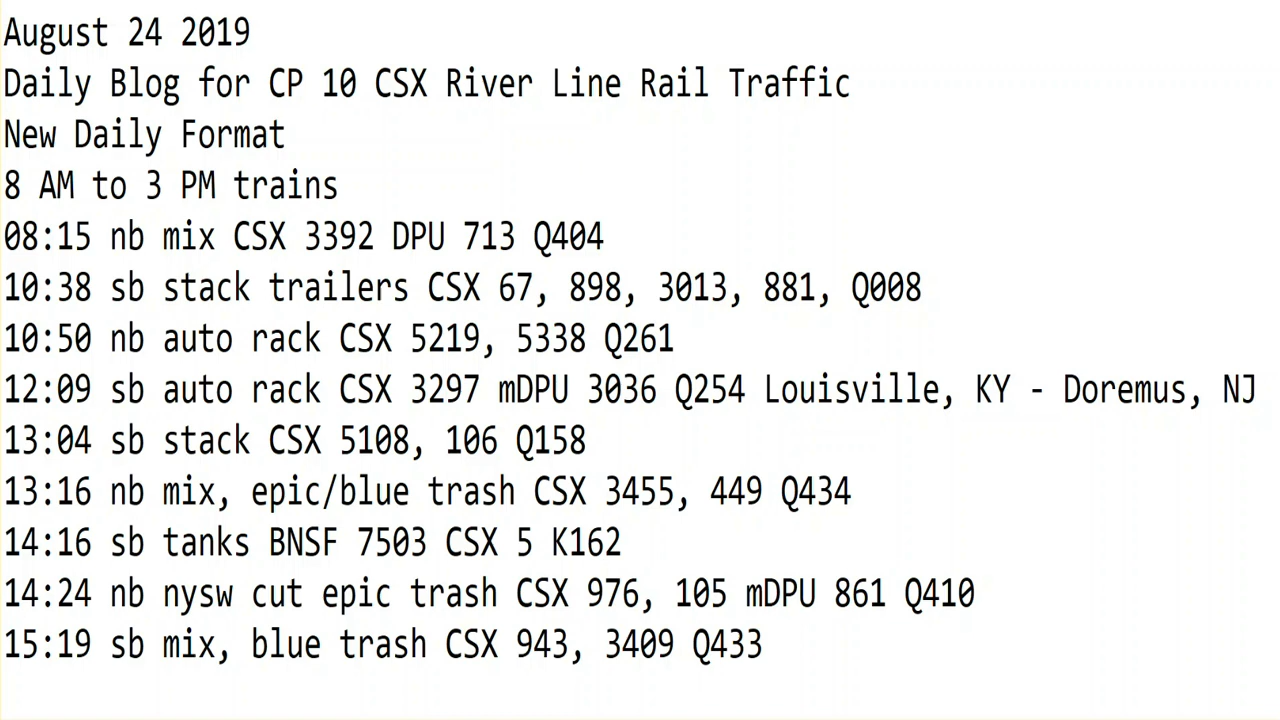 August 24 2019
Daily Blog for CP 10 CSX River Line Rail Traffic
New Daily Format
8 AM to 3 PM trains
08:15 nb mix CSX 3392 DPU 713 Q404
10:38 sb stack trailers CSX 67, 898, 3013, 881, Q008
10:50 nb auto rack CSX 5219, 5338 Q261
12:09 sb auto rack CSX 3297 mDPU 3036 Q254 Louisville, KY - Doremus, NJ
13:04 sb stack CSX 5108, 106 Q158
13:16 nb mix, epic/blue trash CSX 3455, 449 Q434
14:16 sb tanks BNSF 7503 CSX 5 K162
14:24 nb nysw cut epic trash CSX 976, 105 mDPU 861 Q410
15:19 sb mix, blue trash CSX 943, 3409 Q433